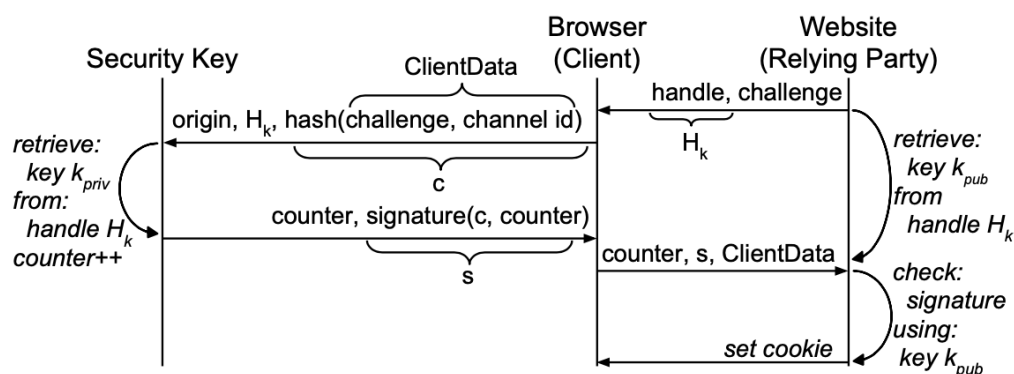 Security Key
Browser
(Client)
Website
(Relying Party)
ClientData
handle, challenge
H_k
origin, H_k, hash(challenge, channel id)
c
retrieve:
key k_priv
from:
handle H_k
counter++
retrieve:
key k_pub
from
handle H_k
counter, signature(c, counter)
s
counter, s, ClientData
check:
signature
using:
key k_pub
set cookie